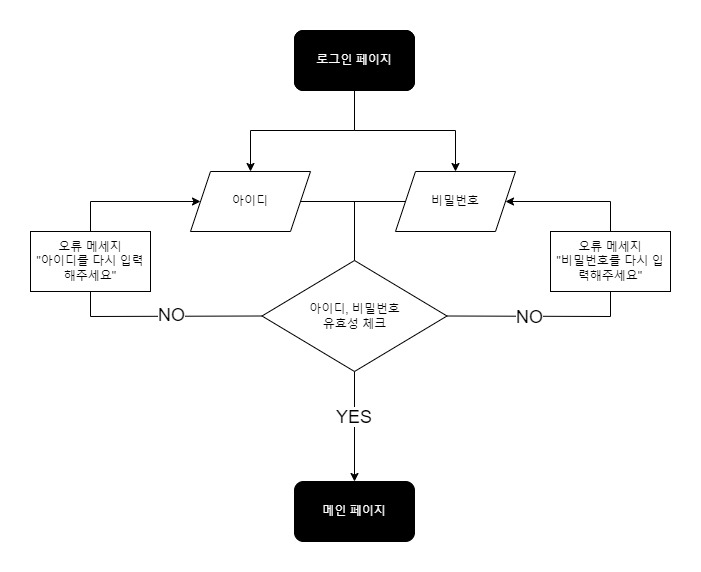 로그인 페이지
아이디
비밀번호
오류 메세지
"아이디를 다시 입력
해주세요"
오류 메세지
"비밀번호를 다시 입
력해주세요"
아이디, 비밀번호
유효성 체크
NO
NO
YES
메인 페이지